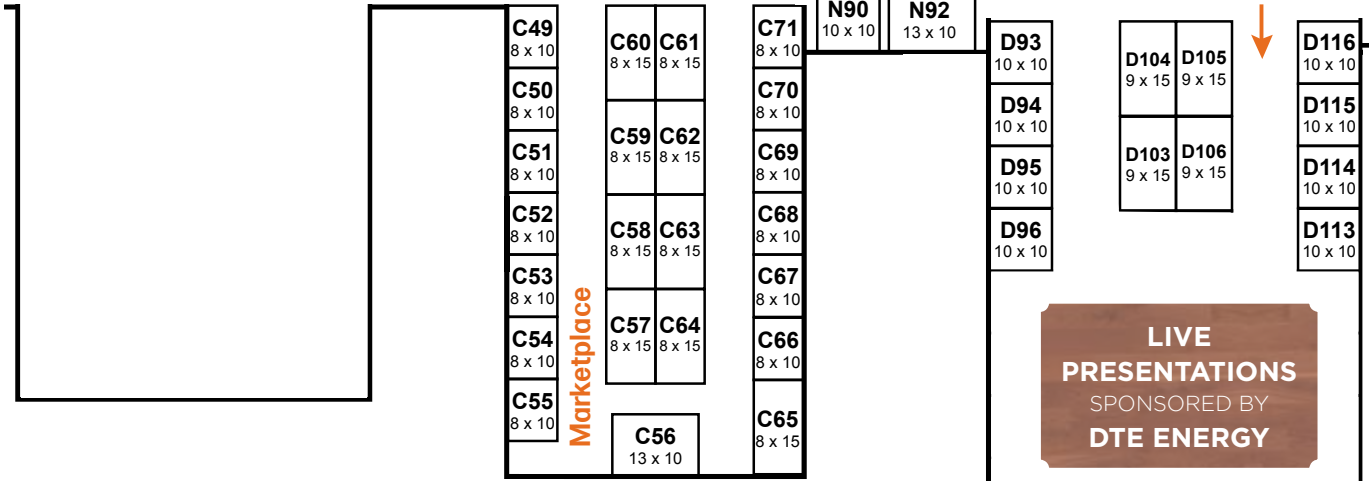 C49
8 x 10
C50
8 x 10
C51
8 x 10
C52
8 x 10
C53
8 x 10
C54
8 x 10
C55
8 x 10
Marketplace
C60 C61
8 x 15 8 x 15
C59 C62
8 x 15 8 x 15
C58 C63
8 x 15 8 x 15
C57 C64
8 x 15 8 x 15
C56
13 x 10
C71
8 x 10
C70
8 x 10
C69
8 x 10
C68
8 x 10
C67
8 x 10
C66
8 x 10
C65
8 x 15
N90
10 x 10
N92
13 x 10
D93
10 x 10
D94
10 x 10
D95
10 x 10
D96
10 x 10
D104 D105
9 x 15 9 x 15
D103 D106
9 x 15 9 x 15
D116
10 x 10
D115
10 x 10
D114
10 x 10
D113
10 x 10
LIVE
PRESENTATIONS
SPONSORED BY
DTE ENERGY